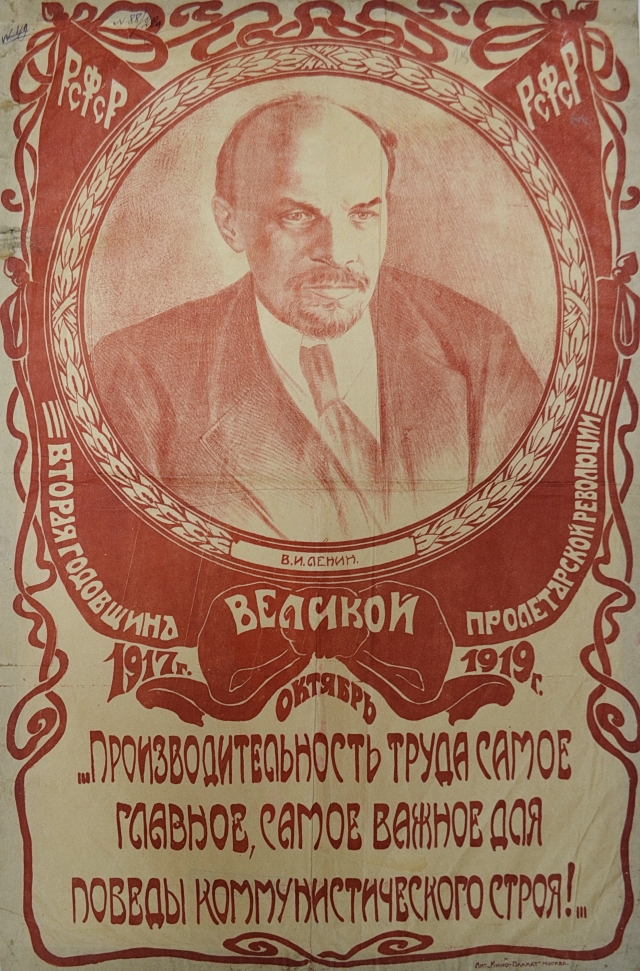 РСФСР
РСФСР
В.И.ЛЕНИН.
ВТОРАЯ ГОДОВЩИНА ВЕЛИКОЙ ПРОЛЕТАРСКОЙ РЕВОЛЮЦИИ
1917г. ОКТЯБРЬ 1919г.
„ПРОИЗВОДИТЕЛЬНОСТЬ ТРУДА САМОЕ
ГЛАВНОЕ, САМОЕ ВАЖНОЕ ДЛЯ
ПОБЕДЫ КОММУНИСТИЧЕСКОГО СТРОЯ!...